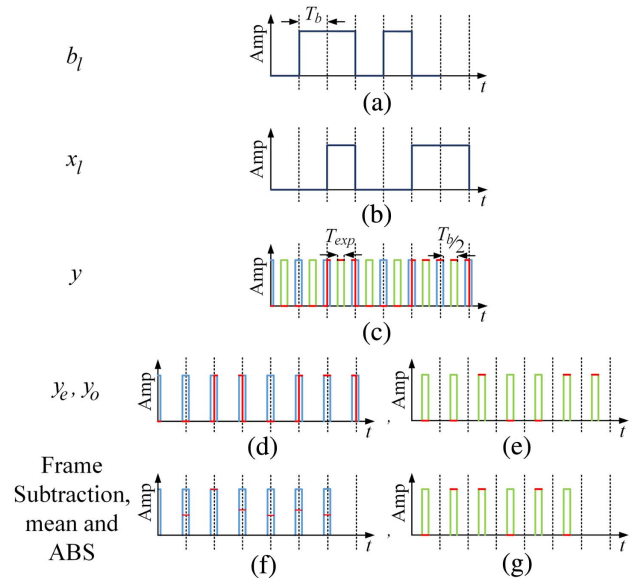 b_l
Amp
T_b
t
(a)
x_l
Amp
t
(b)
y
Amp
T_exp
T_b/2
t
(c)
y_e, y_o
Amp
t
,
Amp
t
(d)
(e)
Frame
Subtraction,
mean and
ABS
Amp
t
,
Amp
t
(f)
(g)